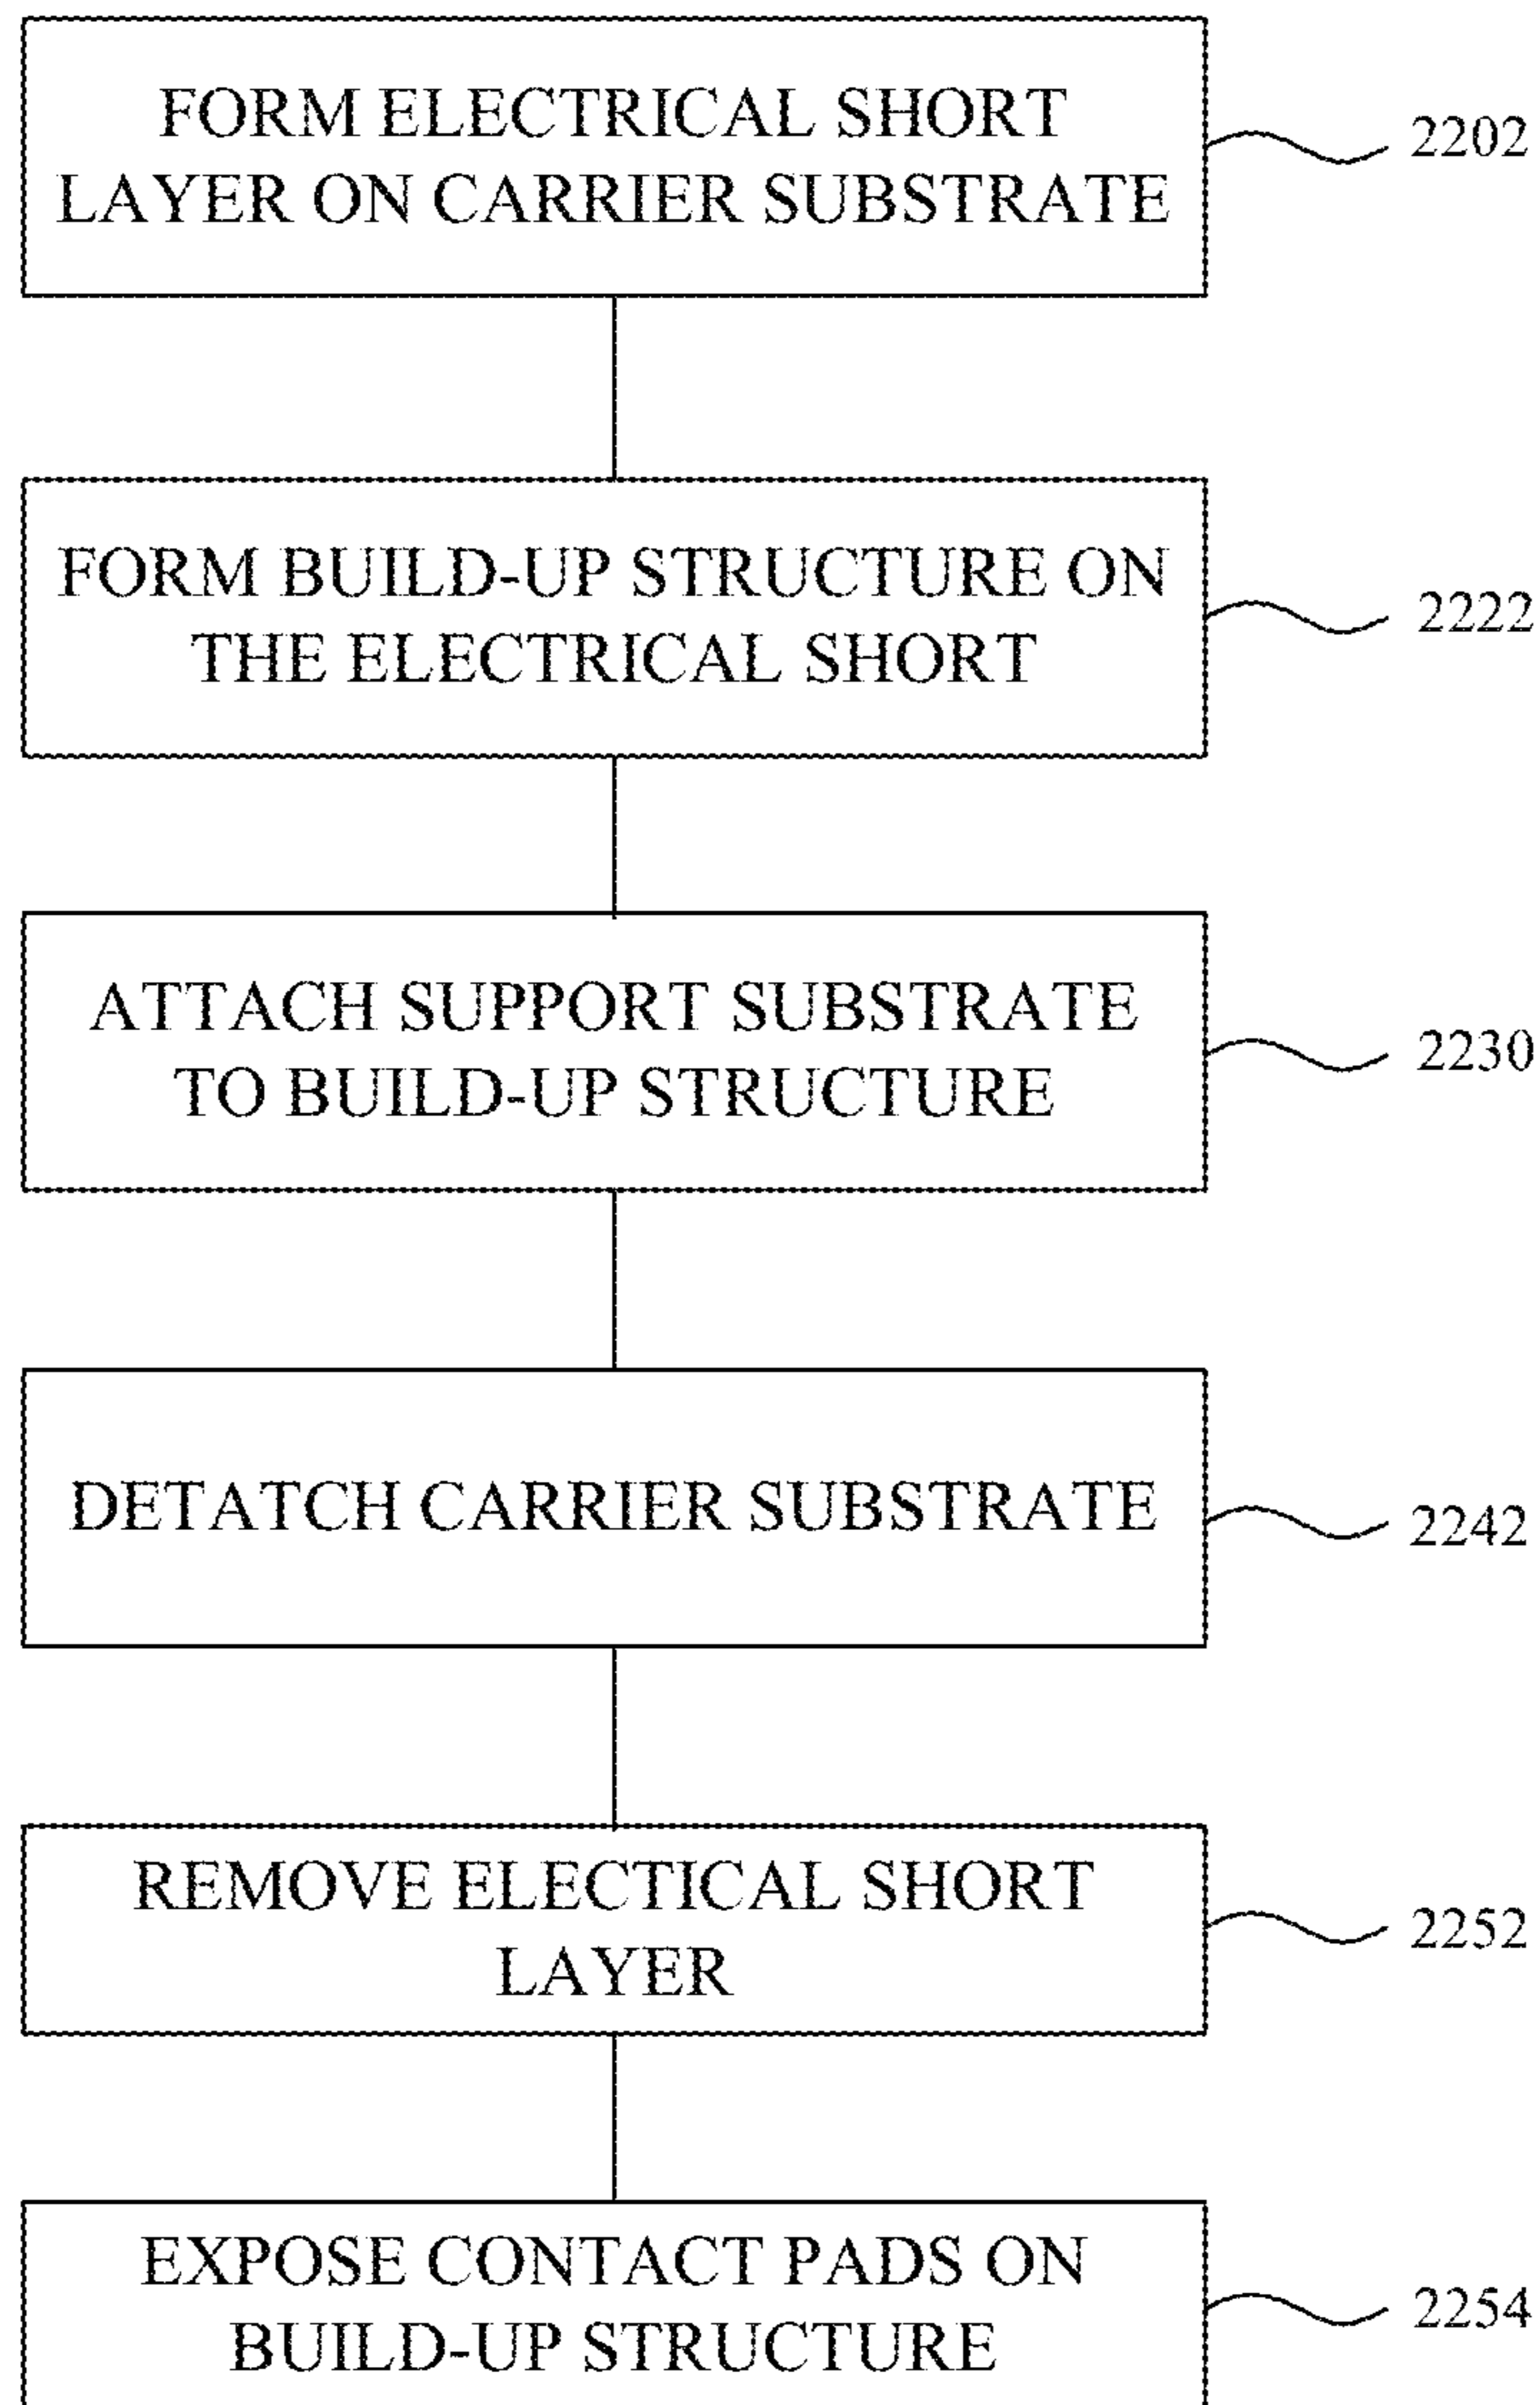 FORM ELECTRICAL SHORT
LAYER ON CARRIER SUBSTRATE
2202
FORM BUILD-UP STRUCTURE ON
THE ELECTRICAL SHORT
2222
ATTACH SUPPORT SUBSTRATE
TO BUILD-UP STRUCTURE
2230
DETATCH CARRIER SUBSTRATE
2242
REMOVE ELECTICAL SHORT
LAYER
2252
EXPOSE CONTACT PADS ON
BUILD-UP STRUCTURE
2254